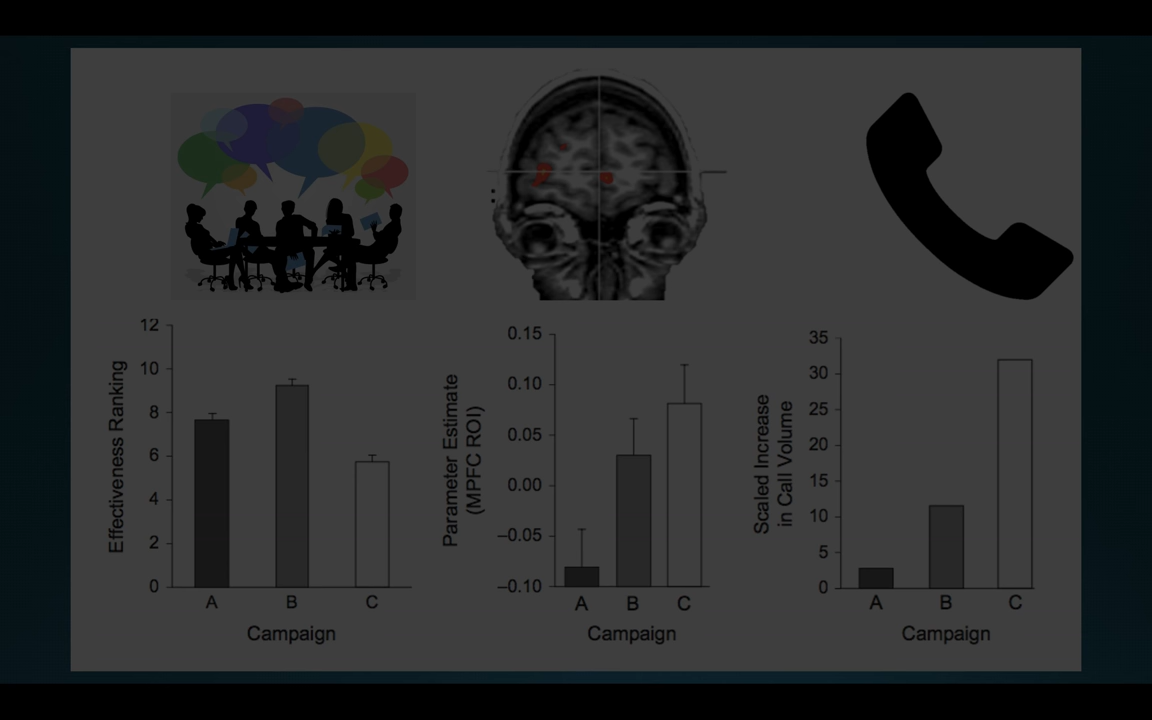 12
10
8
6
4
2
0
Effectiveness Ranking
A B C
Campaign
0.15
0.10
0.05
0.00
–0.05
–0.10
Parameter Estimate
(MPFC ROI)
A B C
Campaign
35
30
25
20
15
10
5
0
Scaled Increase
in Call Volume
A B C
Campaign